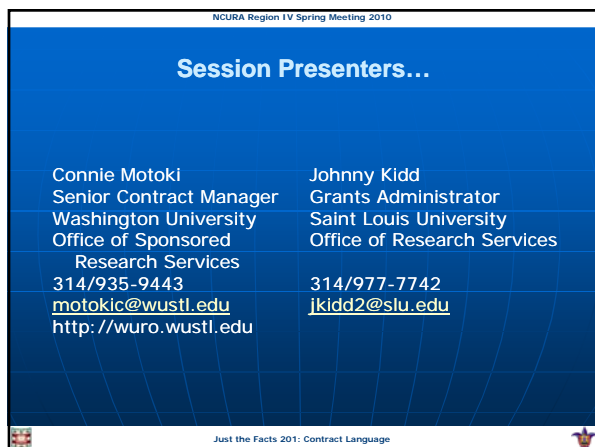 NCURA Region IV Spring Meeting 2010
Session Presenters…
Connie Motoki
Senior Contract Manager
Washington University
Office of Sponsored
Research Services
314/935-9443
motokic@wustl.edu
http://wuro.wustl.edu
Johnny Kidd
Grants Administrator
Saint Louis University
Office of Research Services
314/977-7742
jkidd2@slu.edu
Just the Facts 201: Contract Language